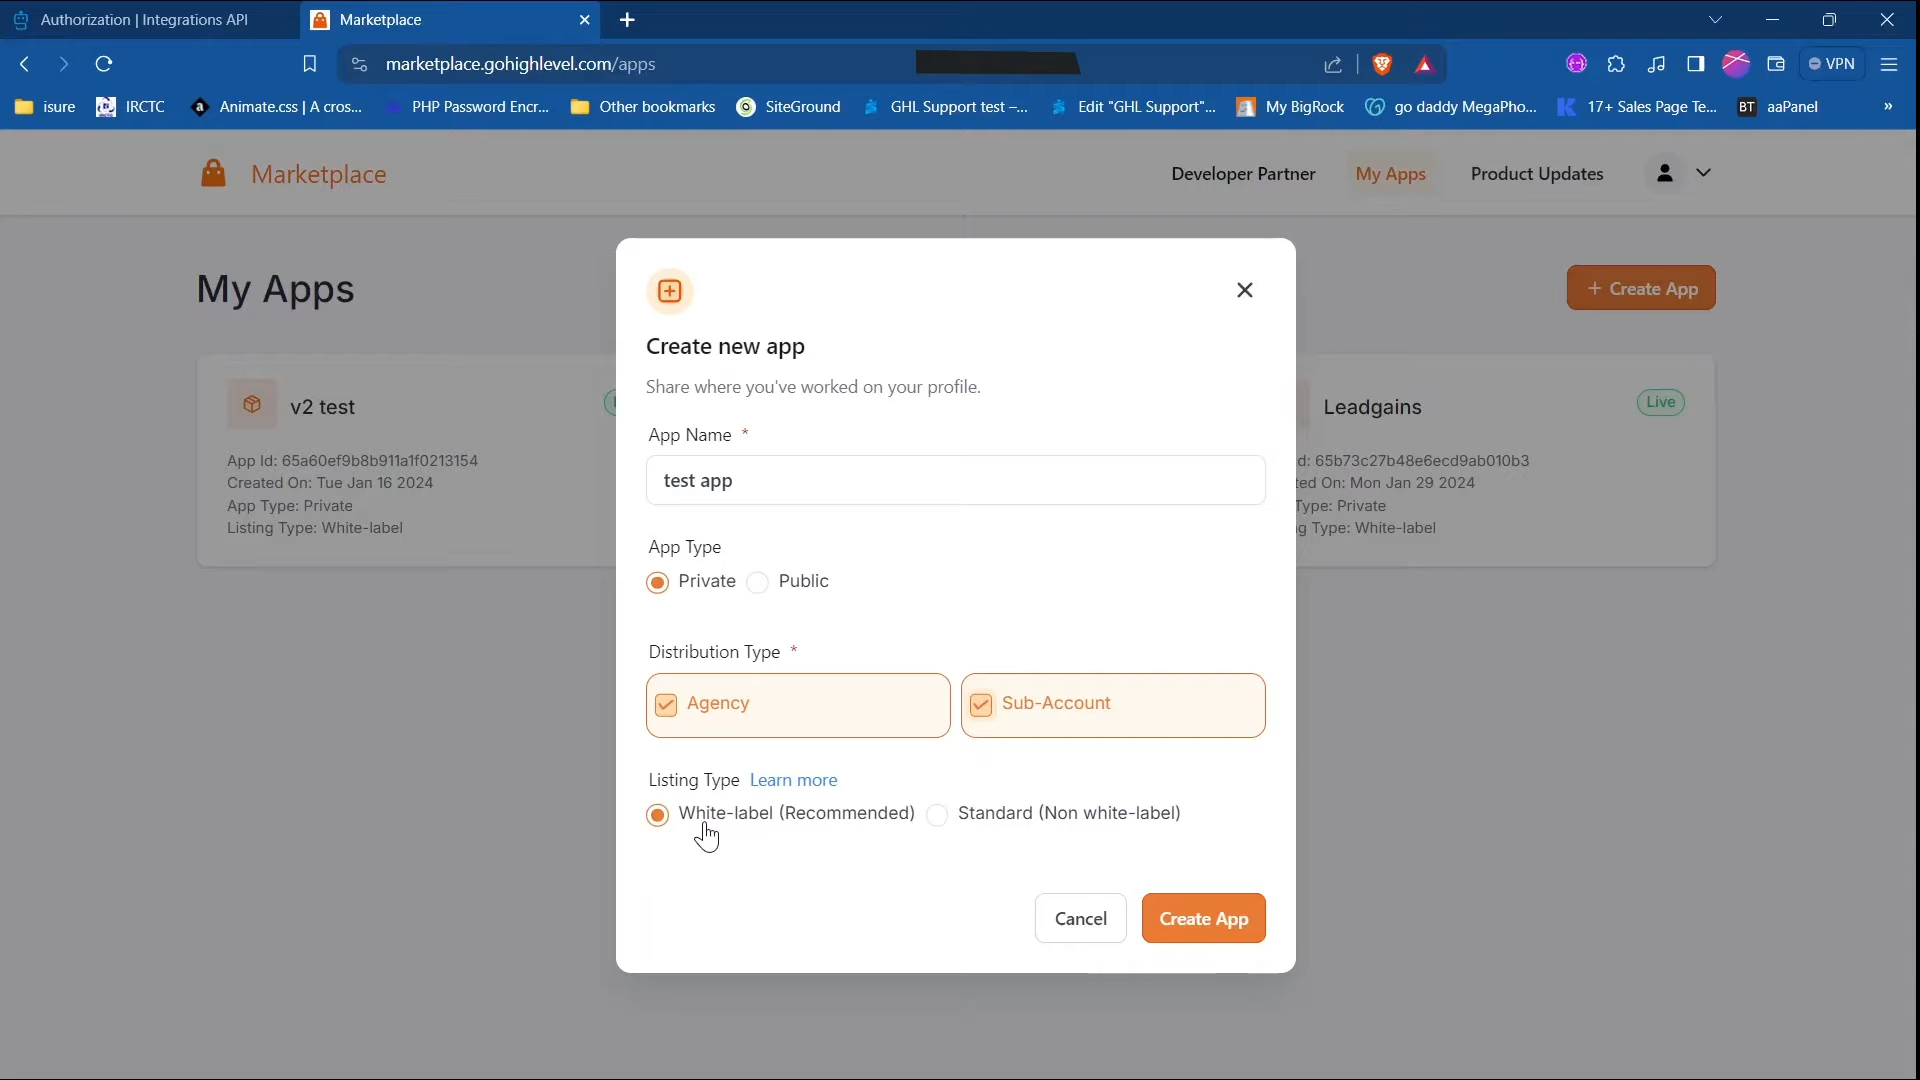 Authorization | Integrations API
Marketplace
marketplace.gohighlevel.com/apps
VPN
isure
IRCTC
Animate.css | A cros...
PHP Password Encr...
Other bookmarks
SiteGround
GHL Support test –...
Edit "GHL Support"...
My BigRock
go daddy MegaPho...
17+ Sales Page Te...
BT
aaPanel
»
Marketplace
Developer Partner
My Apps
Product Updates
My Apps
+ Create App
v2 test
App Id: 65a60ef9b8b911a1f0213154
Created On: Tue Jan 16 2024
App Type: Private
Listing Type: White-label
Leadgains
Live
d: 65b73c27b48e6ecd9ab010b3
ted On: Mon Jan 29 2024
Type: Private
g Type: White-label
Create new app
Share where you've worked on your profile.
App Name *
test app
App Type
Private
Public
Distribution Type *
Agency
Sub-Account
Listing Type Learn more
White-label (Recommended)
Standard (Non white-label)
Cancel
Create App